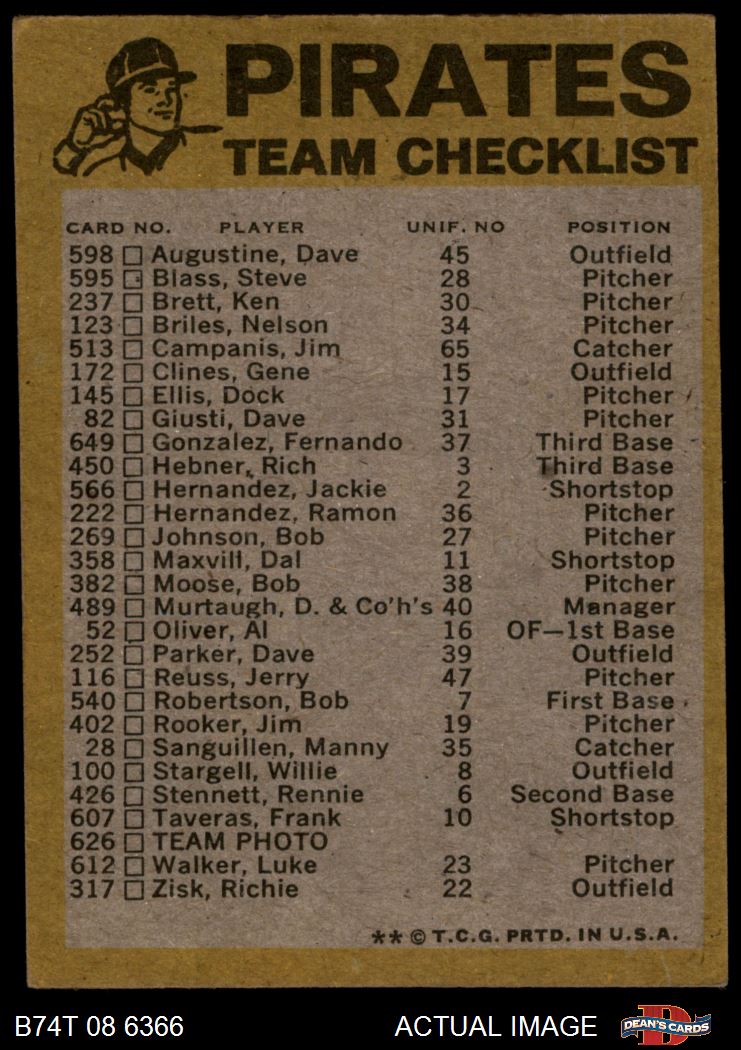 PIRATES
TEAM CHECKLIST
CARD NO. PLAYER UNIF. NO POSITION
598 Augustine, Dave 45 Outfield
595 Blass, Steve 28 Pitcher
237 Brett, Ken 30 Pitcher
123 Briles, Nelson 34 Pitcher
513 Campanis, Jim 65 Catcher
172 Clines, Gene 15 Outfield
145 Ellis, Dock 17 Pitcher
82 Giusti, Dave 31 Pitcher
649 Gonzalez, Fernando 37 Third Base
450 Hebner, Rich 3 Third Base
566 Hernandez, Jackie 2 Shortstop
222 Hernandez, Ramon 36 Pitcher
269 Johnson, Bob 27 Pitcher
358 Maxvill, Dal 11 Shortstop
382 Moose, Bob 38 Pitcher
489 Murtaugh, D. & Co'h's 40 Manager
52 Oliver, Al 16 OF—1st Base
252 Parker, Dave 39 Outfield
116 Reuss, Jerry 47 Pitcher
540 Robertson, Bob 7 First Base
402 Rooker, Jim 19 Pitcher
28 Sanguillen, Manny 35 Catcher
100 Stargell, Willie 8 Outfield
426 Stennett, Rennie 6 Second Base
607 Taveras, Frank 10 Shortstop
626 TEAM PHOTO
612 Walker, Luke 23 Pitcher
317 Zisk, Richie 22 Outfield
** © T.C.G. PRTD. IN U.S.A.
B74T 08 6366 ACTUAL IMAGE D DEAN'S CARDS